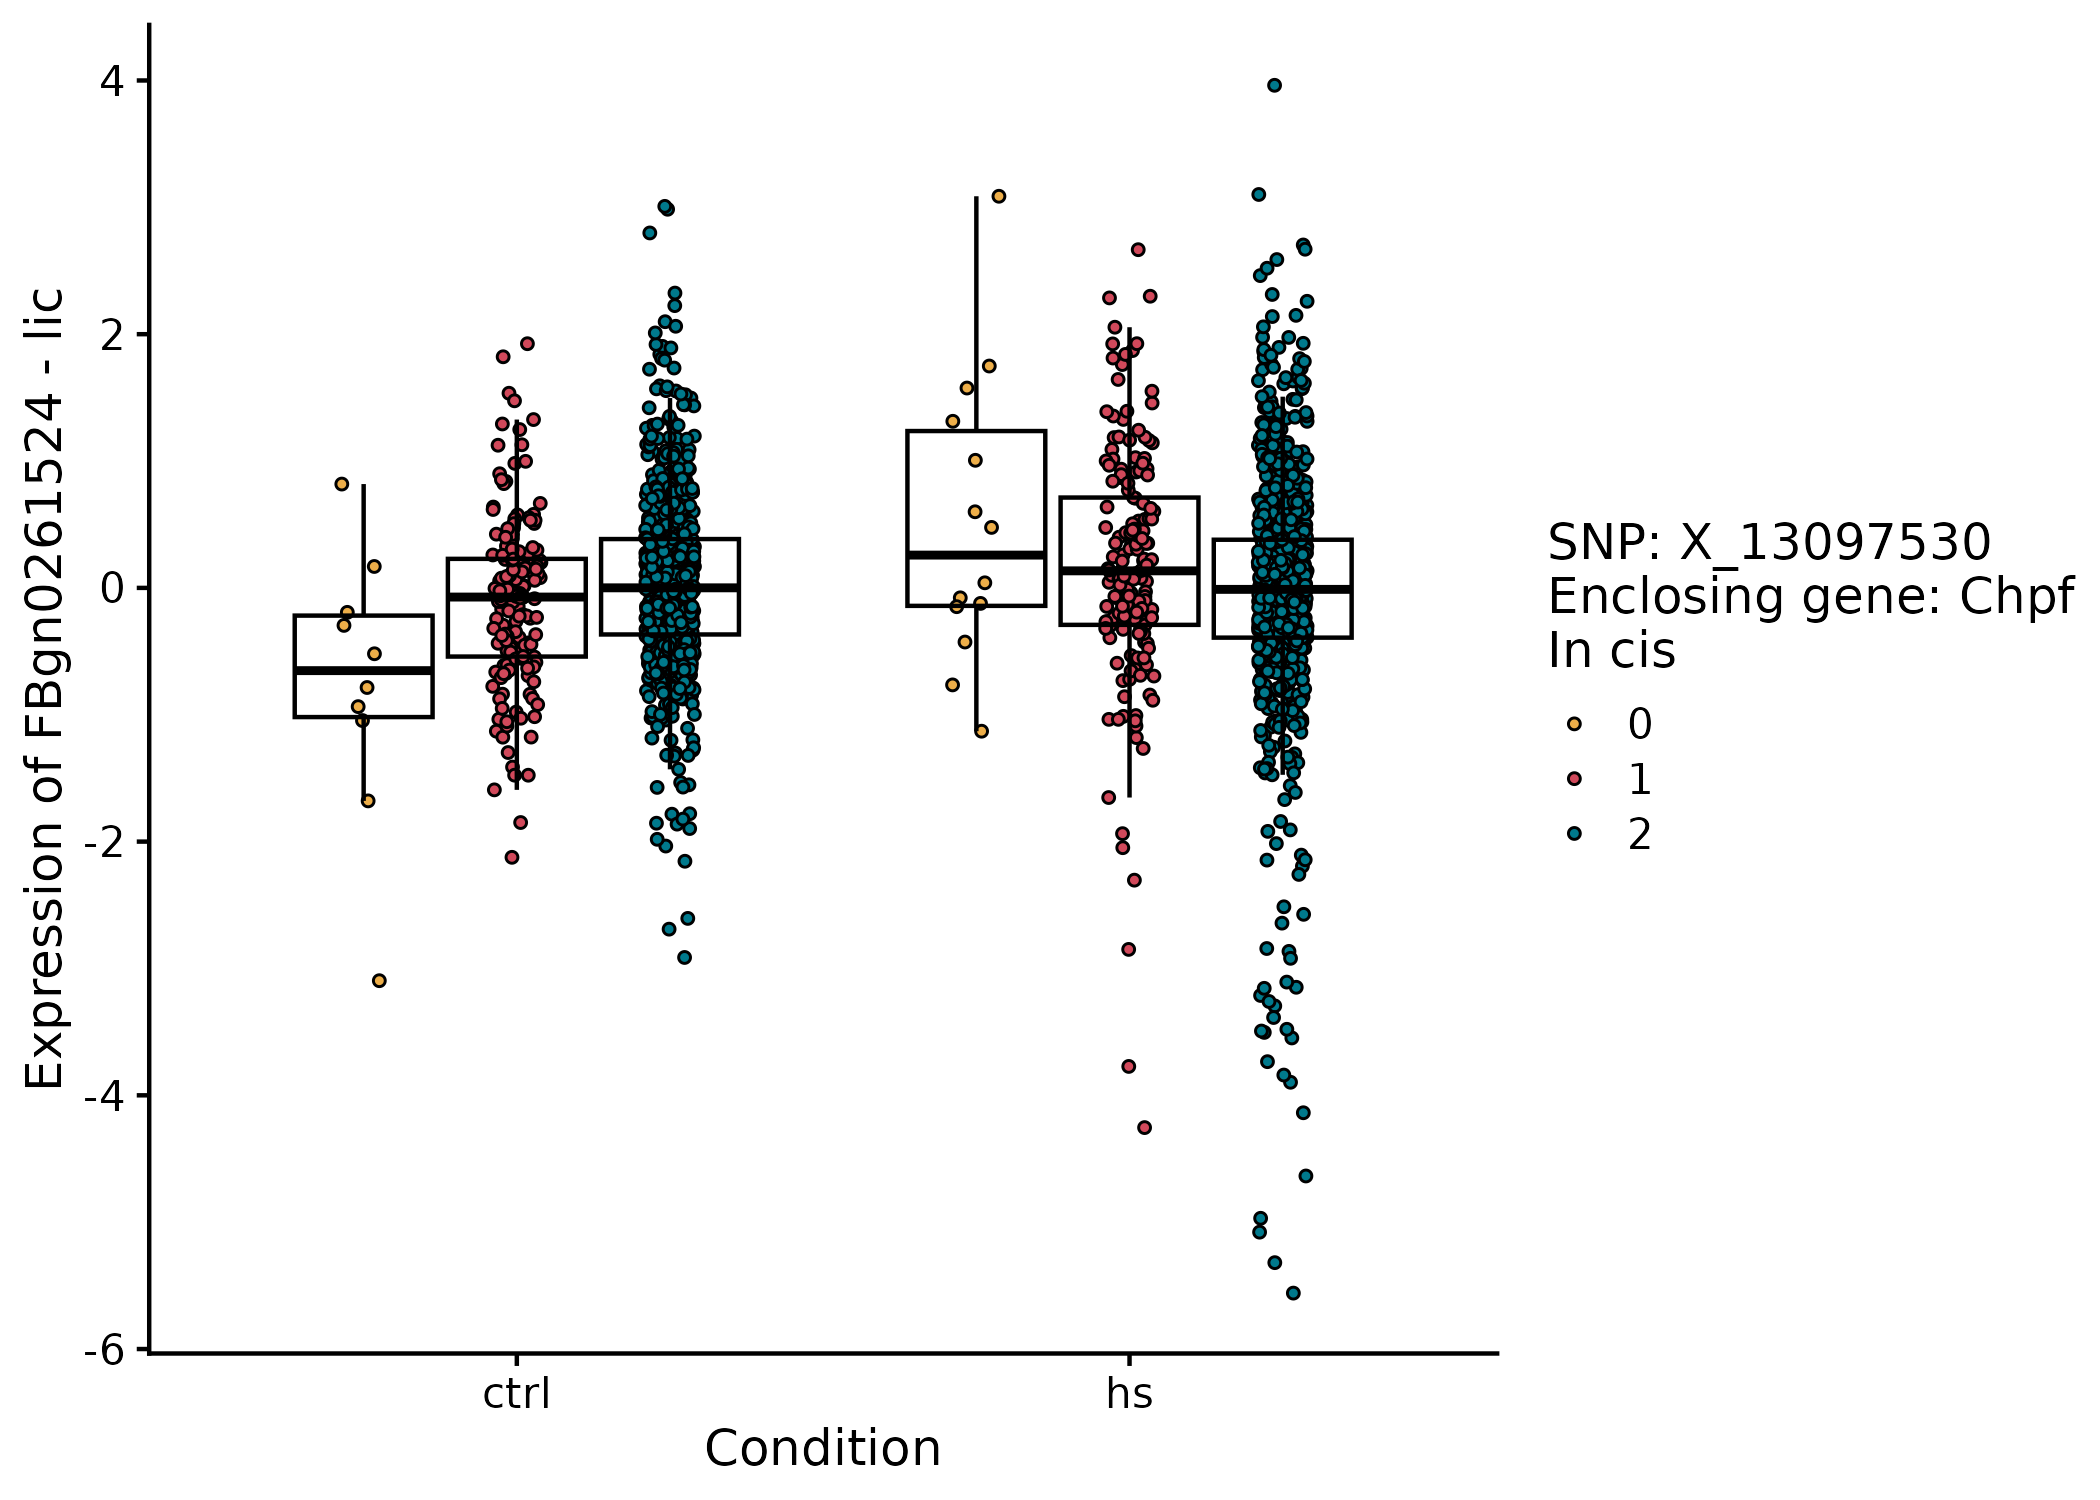 Expression of FBgn0261524 - lic
4
2
0
-2
-4
-6
ctrl
hs
Condition
SNP: X_13097530
Enclosing gene: Chpf
In cis
0
1
2